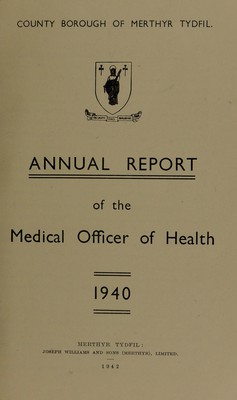 COUNTY BOROUGH OF MERTHYR TYDFIL.
ANNUAL REPORT
of the
Medical Officer of Health
1940
MERTHYR TYDFIL:
JOSEPH WILLIAMS AND SONS (MERTHYR), LIMITED.
1942